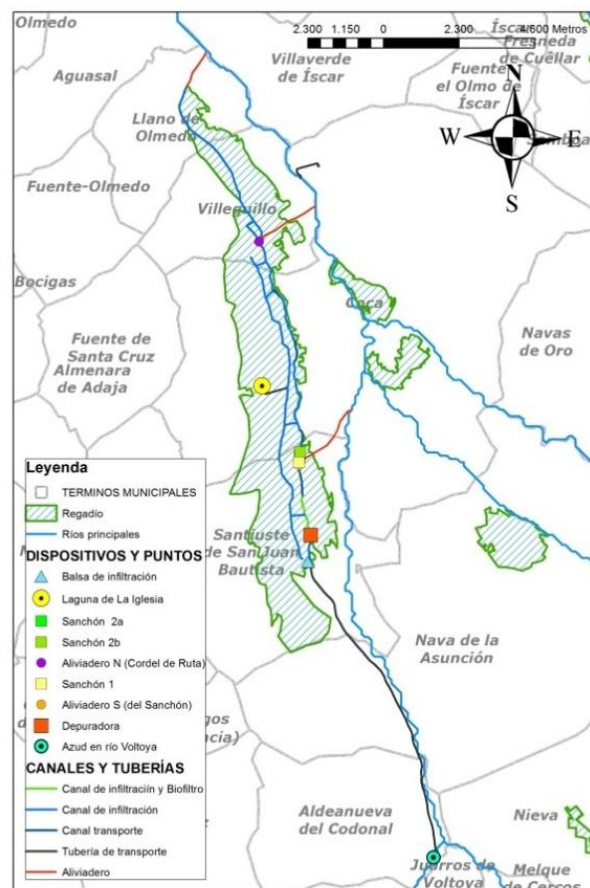 Olmedo
2.300 1.150 0 2.300 4.600 Metros
Íscar
Fresneda
de Cuéllar
Aguasal
Villaverde
de Íscar
Fuente
el Olmo de
Íscar
N
W
E
S
Llano de
Olmedo
Fuente-Olmedo
Villeguillo
Bocigas
Coca
Navas
de Oro
Fuente de
Santa Cruz
Almenara
de Adaja
Santiuste
de San Juan
Bautista
Nava de la
Asunción
Aldeanueva
del Codonal
Nieva
Juarros de
Voltoya
Melque
de Cercos
Leyenda
TERMINOS MUNICIPALES
Regadío
Ríos principales
DISPOSITIVOS Y PUNTOS
Balsa de infiltración
Laguna de La Iglesia
Sanchón 2a
Sanchón 2b
Aliviadero N (Cordel de Ruta)
Sanchón 1
Aliviadero S (del Sanchón)
Depuradora
Azud en río Voltoya
CANALES Y TUBERÍAS
Canal de infiltración y Biofiltro
Canal de infiltración
Canal transporte
Tubería de transporte
Aliviadero